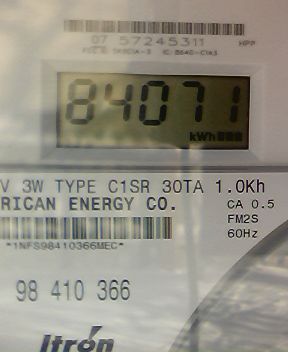 07 57245311 HPP
84071
kWh
V 3W TYPE C1SR 30TA 1.0Kh
RICAN ENERGY CO. CA 0.5
FM2S
*1NFS98410366MEC* 60Hz
98 410 366
Itron